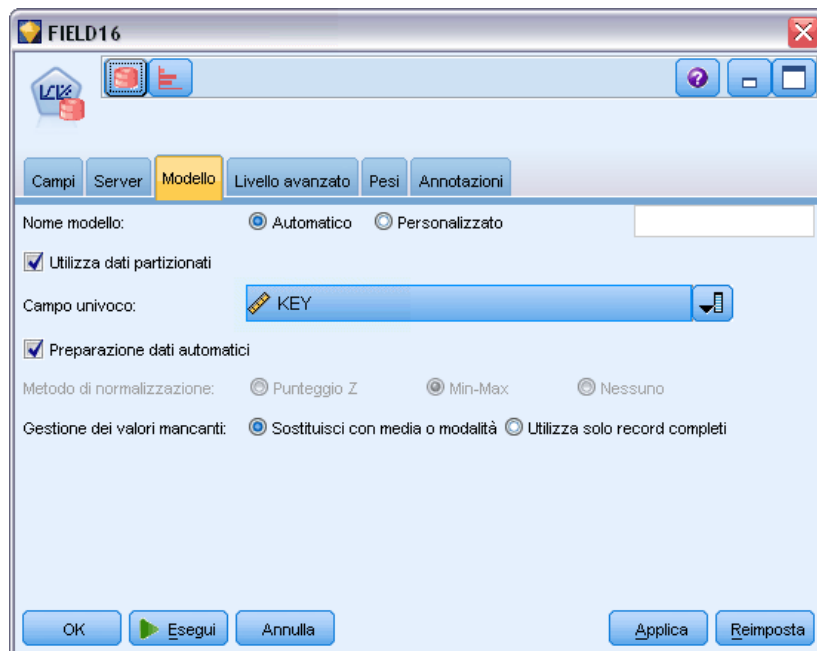 FIELD16
Campi Server Modello Livello avanzato Pesi Annotazioni
Nome modello: Automatico Personalizzato
Utilizza dati partizionati
Campo univoco: KEY
Preparazione dati automatici
Metodo di normalizzazione: Punteggio Z Min-Max Nessuno
Gestione dei valori mancanti: Sostituisci con media o modalità Utilizza solo record completi
OK Esegui Annulla Applica Reimposta